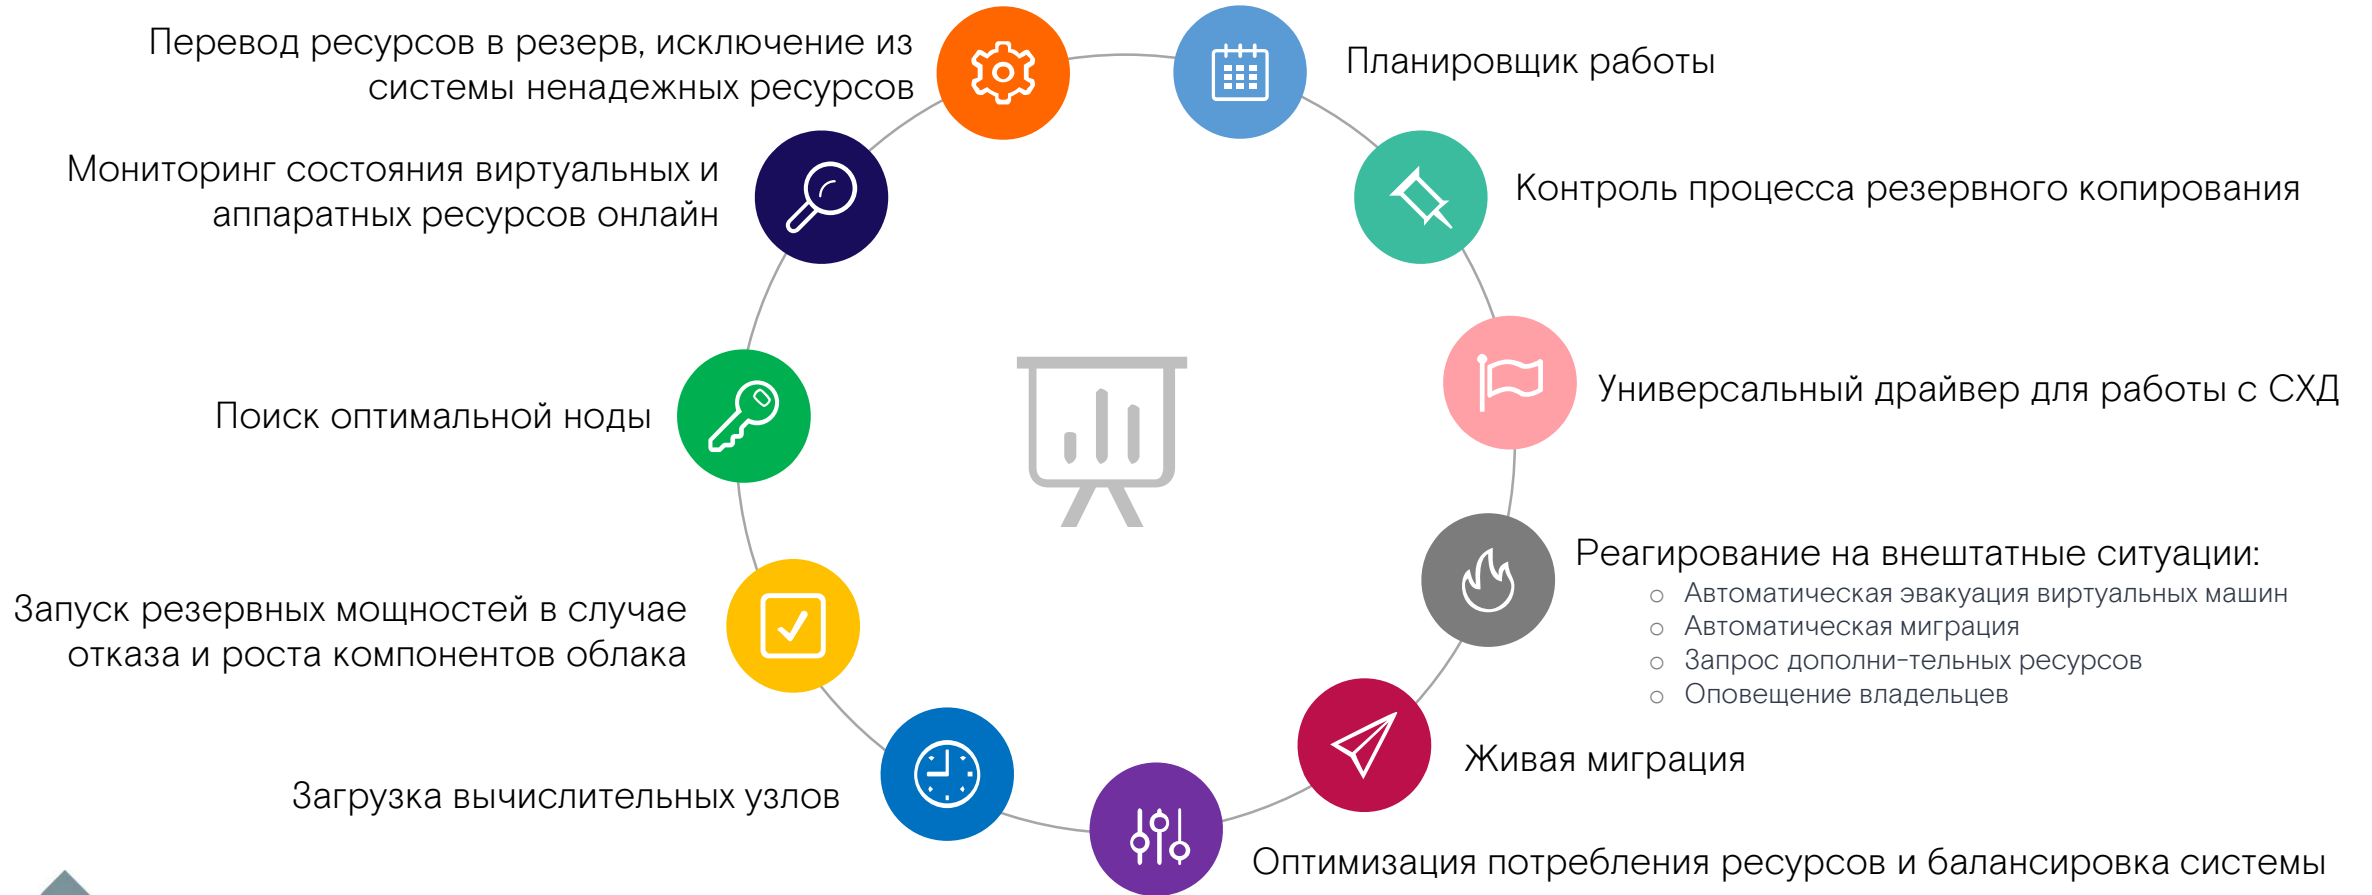 Перевод ресурсов в резерв, исключение из
системы ненадежных ресурсов
Планировщик работы
Мониторинг состояния виртуальных и
аппаратных ресурсов онлайн
Контроль процесса резервного копирования
Поиск оптимальной ноды
Универсальный драйвер для работы с СХД
Запуск резервных мощностей в случае
отказа и роста компонентов облака
Реагирование на внештатные ситуации:
○ Автоматическая эвакуация виртуальных машин
○ Автоматическая миграция
○ Запрос дополни-тельных ресурсов
○ Оповещение владельцев
Загрузка вычислительных узлов
Живая миграция
Оптимизация потребления ресурсов и балансировка системы